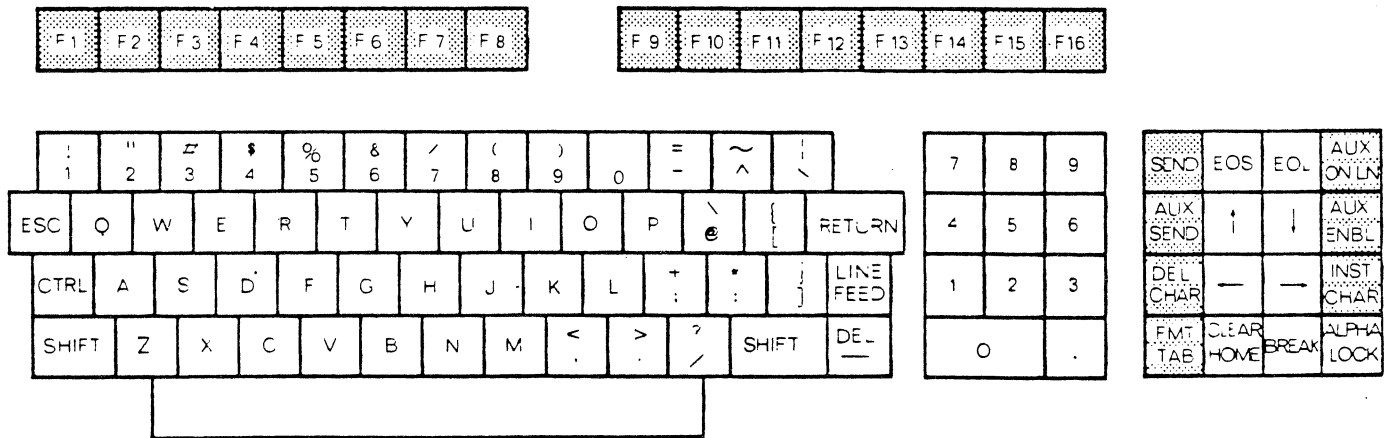 F1 F2 F3 F4 F5 F6 F7 F8 F9 F10 F11 F12 F13 F14 F15 F16
! " # $ % & / ( ) = ~ ¦
1 2 3 4 5 6 7 8 9 0 - ^ \ 7 8 9 SEND EOS EOL AUX ON LN
ESC Q W E R T Y U I O P \ @ { [ RETURN 4 5 6 AUX SEND ↑ ↓ AUX ENBL
CTRL A S D F G H J K L + ; * : } ] LINE FEED 1 2 3 DEL CHAR ← → INST CHAR
SHIFT Z X C V B N M < , > . ? / SHIFT DEL — 0 . FMT TAB CLEAR HOME BREAK ALPHA LOCK